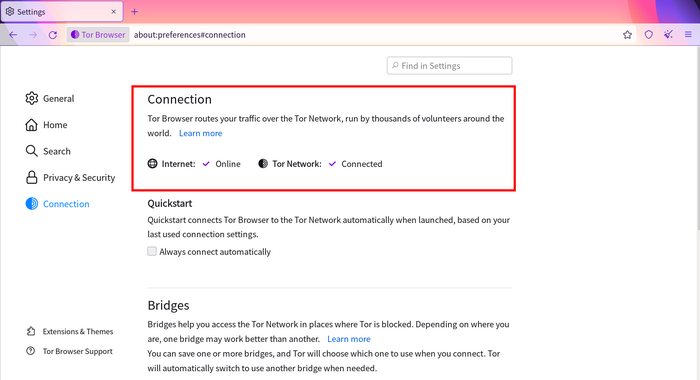 Settings
Tor Browser about:preferences#connection
Find in Settings
General
Home
Search
Privacy & Security
Connection
Connection
Tor Browser routes your traffic over the Tor Network, run by thousands of volunteers around the
world. Learn more
Internet: Online Tor Network: Connected
Quickstart
Quickstart connects Tor Browser to the Tor Network automatically when launched, based on your
last used connection settings.
Always connect automatically
Bridges
Bridges help you access the Tor Network in places where Tor is blocked. Depending on where you
are, one bridge may work better than another. Learn more
You can save one or more bridges, and Tor will choose which one to use when you connect. Tor
will automatically switch to use another bridge when needed.
Extensions & Themes
Tor Browser Support